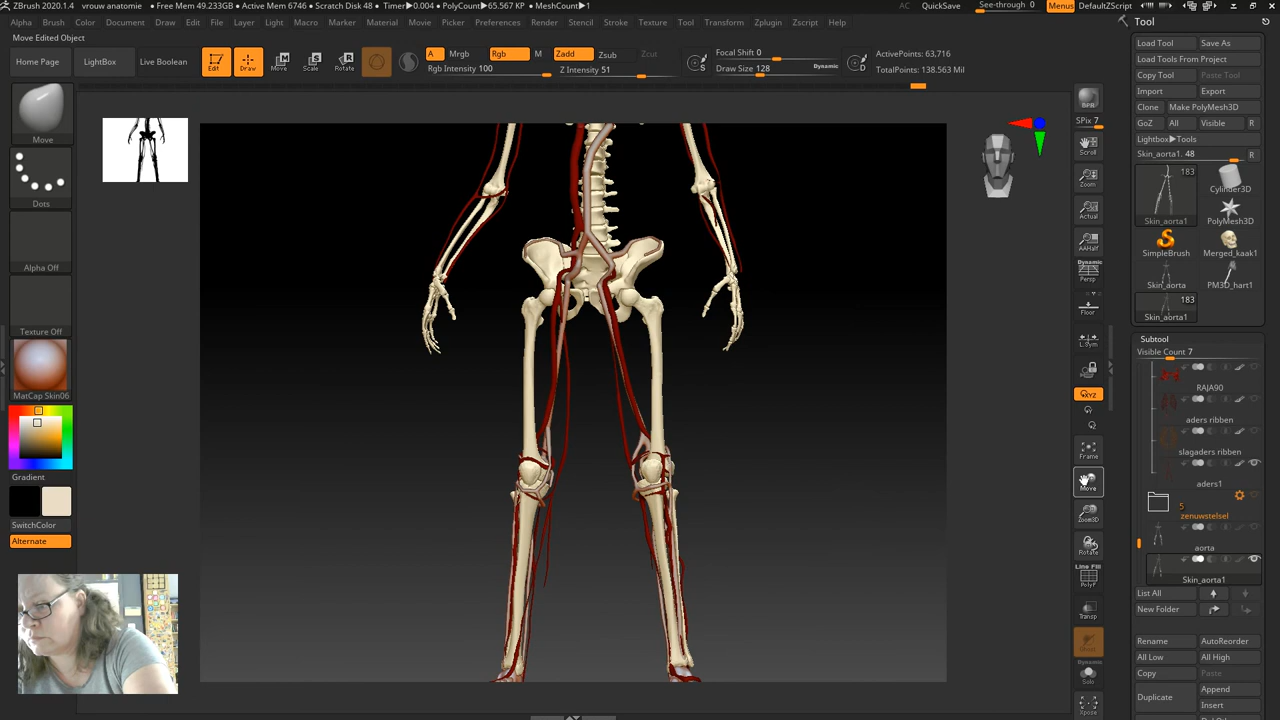 ZBrush 2020.1.4 vrouw anatomie • Free Mem 49.233GB • Active Mem 6746 • Scratch Disk 48 • Timer▶0.004 • PolyCount▶65.567 KP • MeshCount▶1 AC QuickSave See-through 0 Menus DefaultZScript
Alpha Brush Color Document Draw Edit File Layer Light Macro Marker Material Movie Picker Preferences Render Stencil Stroke Texture Tool Transform Zplugin Zscript Help
Move Edited Object
Home Page LightBox Live Boolean Edit Draw Move Scale Rotate A Mrgb Rgb M Zadd Zsub Zcut Focal Shift 0 ActivePoints: 63,716
Rgb Intensity 100 Z Intensity 51 Draw Size 128 Dynamic TotalPoints: 138.563 Mil
S D
Move
Dots
Alpha Off
Texture Off
MatCap Skin06
Gradient
SwitchColor
Alternate
BPR
SPix 7
Scroll
Zoom
Actual
AAHalf
Dynamic
Persp
Floor
L.Sym
XYZ
Frame
Move
Zoom3D
Rotate
Line Fill
PolyF
Transp
Ghost
Dynamic
Solo
Xpose
Tool
Load Tool Save As
Load Tools From Project
Copy Tool Paste Tool
Import Export
Clone Make PolyMesh3D
GoZ All Visible R
Lightbox▶Tools
Skin_aorta1. 48 R
183
Cylinder3D
Skin_aorta1 PolyMesh3D
SimpleBrush Merged_kaak1
Skin_aorta PM3D_hart1
183
Skin_aorta1
Subtool
Visible Count 7
RAJA90
aders ribben
slagaders ribben
aders1
5
zenuwstelsel
aorta
Skin_aorta1
List All
New Folder
Rename AutoReorder
All Low All High
Copy Paste
Duplicate Append
Insert